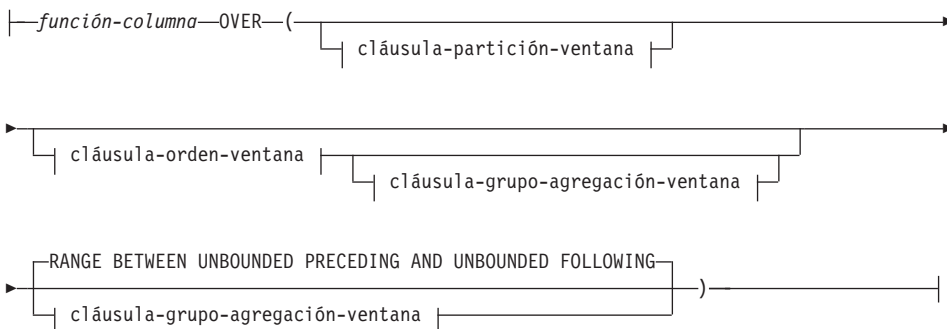 función-columna OVER (
cláusula-partición-ventana
cláusula-orden-ventana
cláusula-grupo-agregación-ventana
RANGE BETWEEN UNBOUNDED PRECEDING AND UNBOUNDED FOLLOWING
)
cláusula-grupo-agregación-ventana